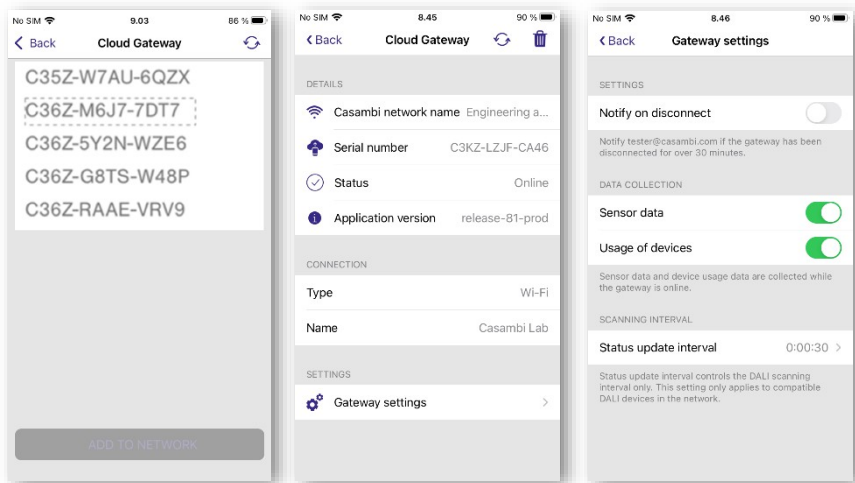 No SIM 9.03 86 %
Back Cloud Gateway
C35Z-W7AU-6QZX
C36Z-M6J7-7DT7
C36Z-5Y2N-WZE6
C36Z-G8TS-W48P
C36Z-RAAE-VRV9
ADD TO NETWORK
No SIM 8.45 90 %
Back Cloud Gateway
DETAILS
Casambi network name Engineering a...
Serial number C3KZ-LZJF-CA46
Status Online
Application version release-81-prod
CONNECTION
Type Wi-Fi
Name Casambi Lab
SETTINGS
Gateway settings
No SIM 8.46 90 %
Back Gateway settings
SETTINGS
Notify on disconnect
Notify tester@casambi.com if the gateway has been
disconnected for over 30 minutes.
DATA COLLECTION
Sensor data
Usage of devices
Sensor data and device usage data are collected while
the gateway is online.
SCANNING INTERVAL
Status update interval 0:00:30
Status update interval controls the DALI scanning
interval only. This setting only applies to compatible
DALI devices in the network.